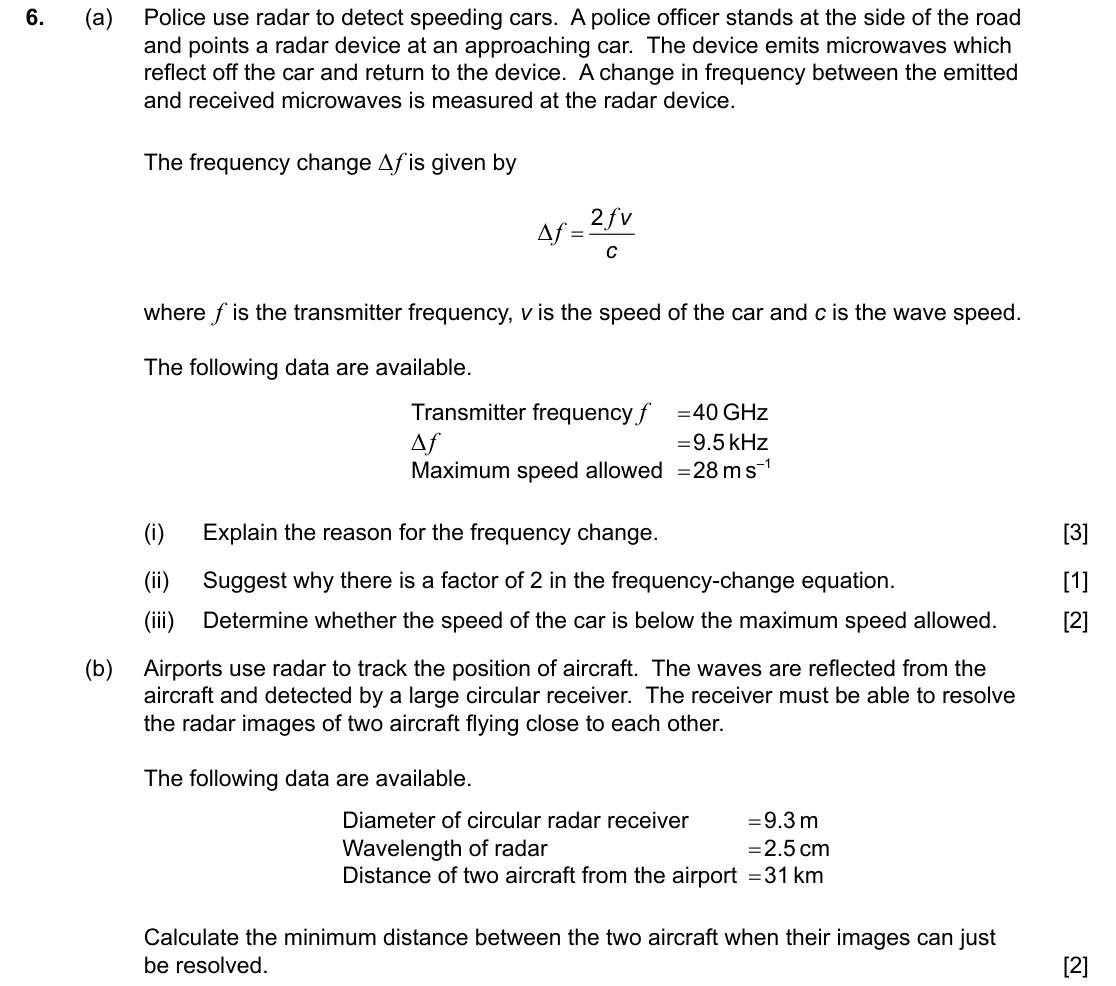 6. (a) Police use radar to detect speeding cars. A police officer stands at the side of the road
and points a radar device at an approaching car. The device emits microwaves which
reflect off the car and return to the device. A change in frequency between the emitted
and received microwaves is measured at the radar device.
The frequency change Δf is given by
Δf = 2fv / c
where f is the transmitter frequency, v is the speed of the car and c is the wave speed.
The following data are available.
Transmitter frequency f = 40 GHz
Δf = 9.5 kHz
Maximum speed allowed = 28 m s⁻¹
(i) Explain the reason for the frequency change. [3]
(ii) Suggest why there is a factor of 2 in the frequency-change equation. [1]
(iii) Determine whether the speed of the car is below the maximum speed allowed. [2]
(b) Airports use radar to track the position of aircraft. The waves are reflected from the
aircraft and detected by a large circular receiver. The receiver must be able to resolve
the radar images of two aircraft flying close to each other.
The following data are available.
Diameter of circular radar receiver = 9.3 m
Wavelength of radar = 2.5 cm
Distance of two aircraft from the airport = 31 km
Calculate the minimum distance between the two aircraft when their images can just
be resolved. [2]